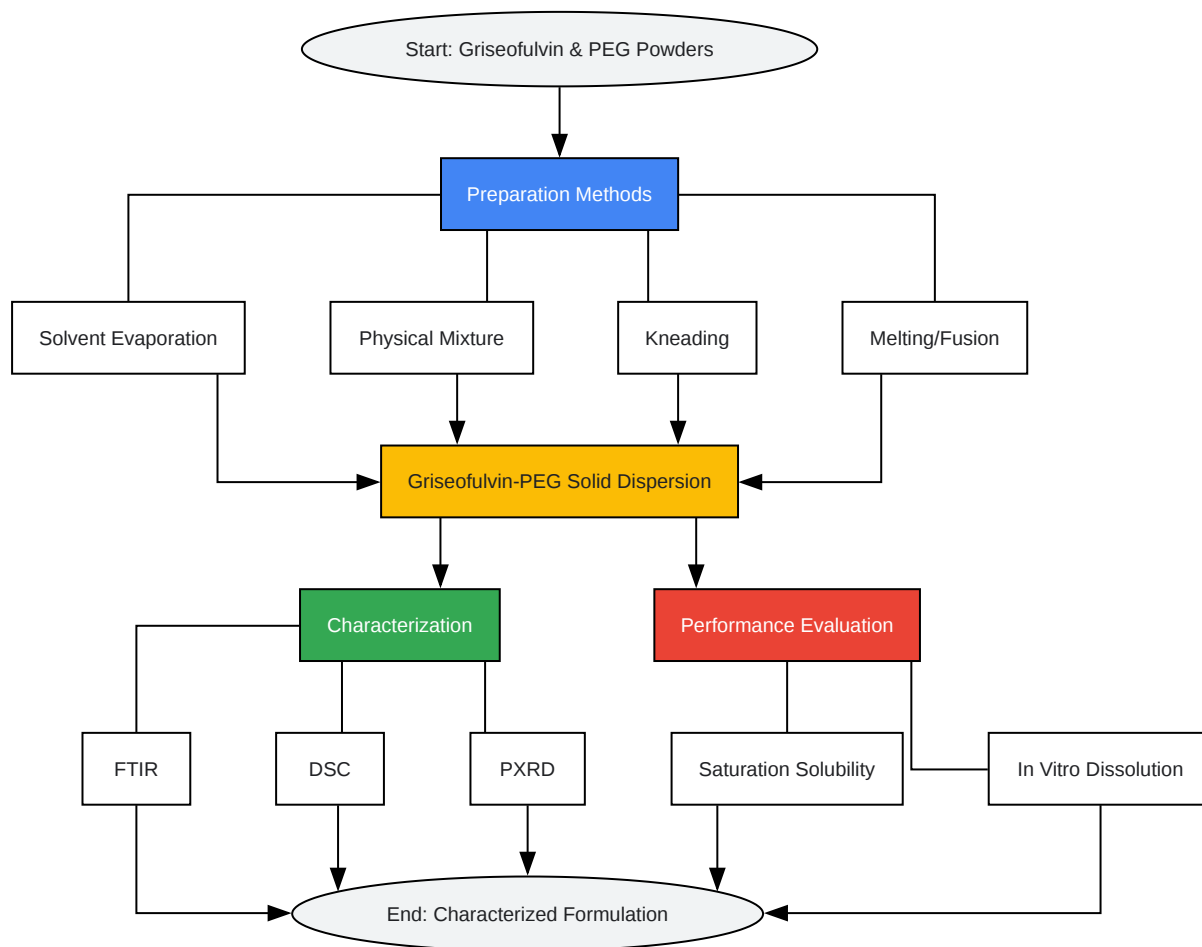 Start: Griseofulvin & PEG Powders
Preparation Methods
Solvent Evaporation
Physical Mixture
Kneading
Melting/Fusion
Griseofulvin-PEG Solid Dispersion
Characterization
Performance Evaluation
FTIR
DSC
PXRD
Saturation Solubility
In Vitro Dissolution
End: Characterized Formulation